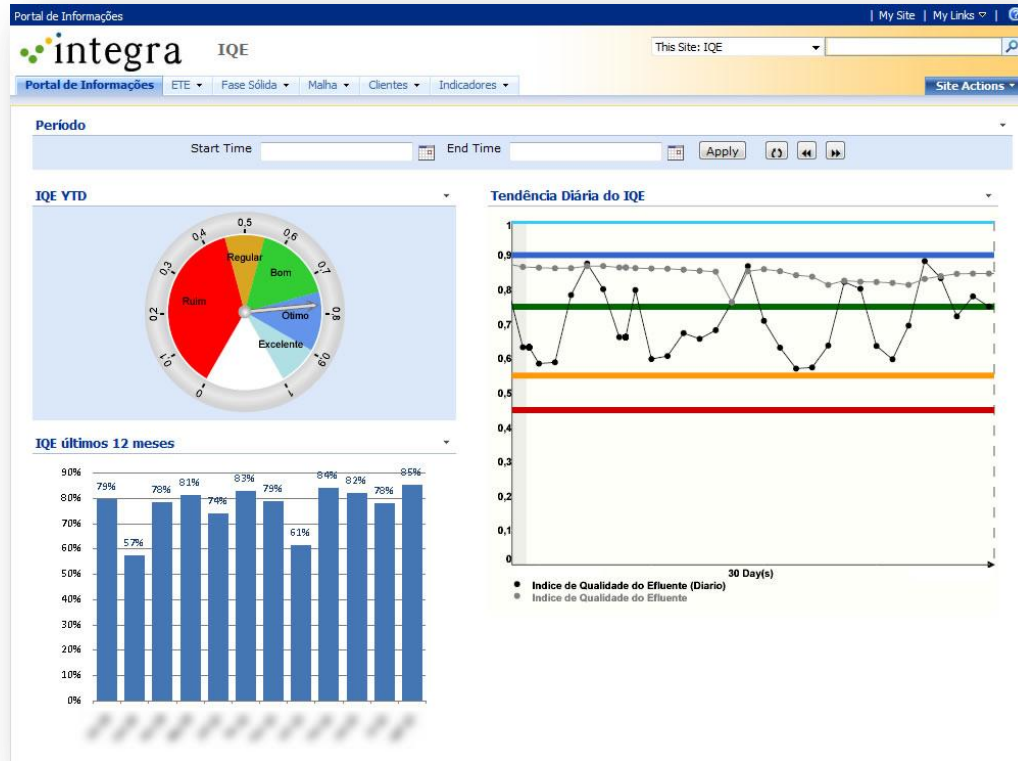 Portal de Informações | My Site | My Links |
integra IQE This Site: IQE
Portal de Informações ETE Fase Sólida Malha Clientes Indicadores Site Actions
Período
Start Time End Time Apply
IQE YTD
0 0,1 0,2 0,3 0,4 0,5 0,6 0,7 0,8 0,9 1
Ruim Regular Bom Otimo Excelente
Tendência Diária do IQE
1
0,9
0,8
0,7
0,6
0,5
0,4
0,3
0,2
0,1
0
30 Day(s)
Indice de Qualidade do Efluente (Diario)
Indice de Qualidade do Efluente
IQE últimos 12 meses
90%
80%
70%
60%
50%
40%
30%
20%
10%
0%
79% 57% 78% 81% 74% 83% 79% 61% 84% 82% 78% 85%